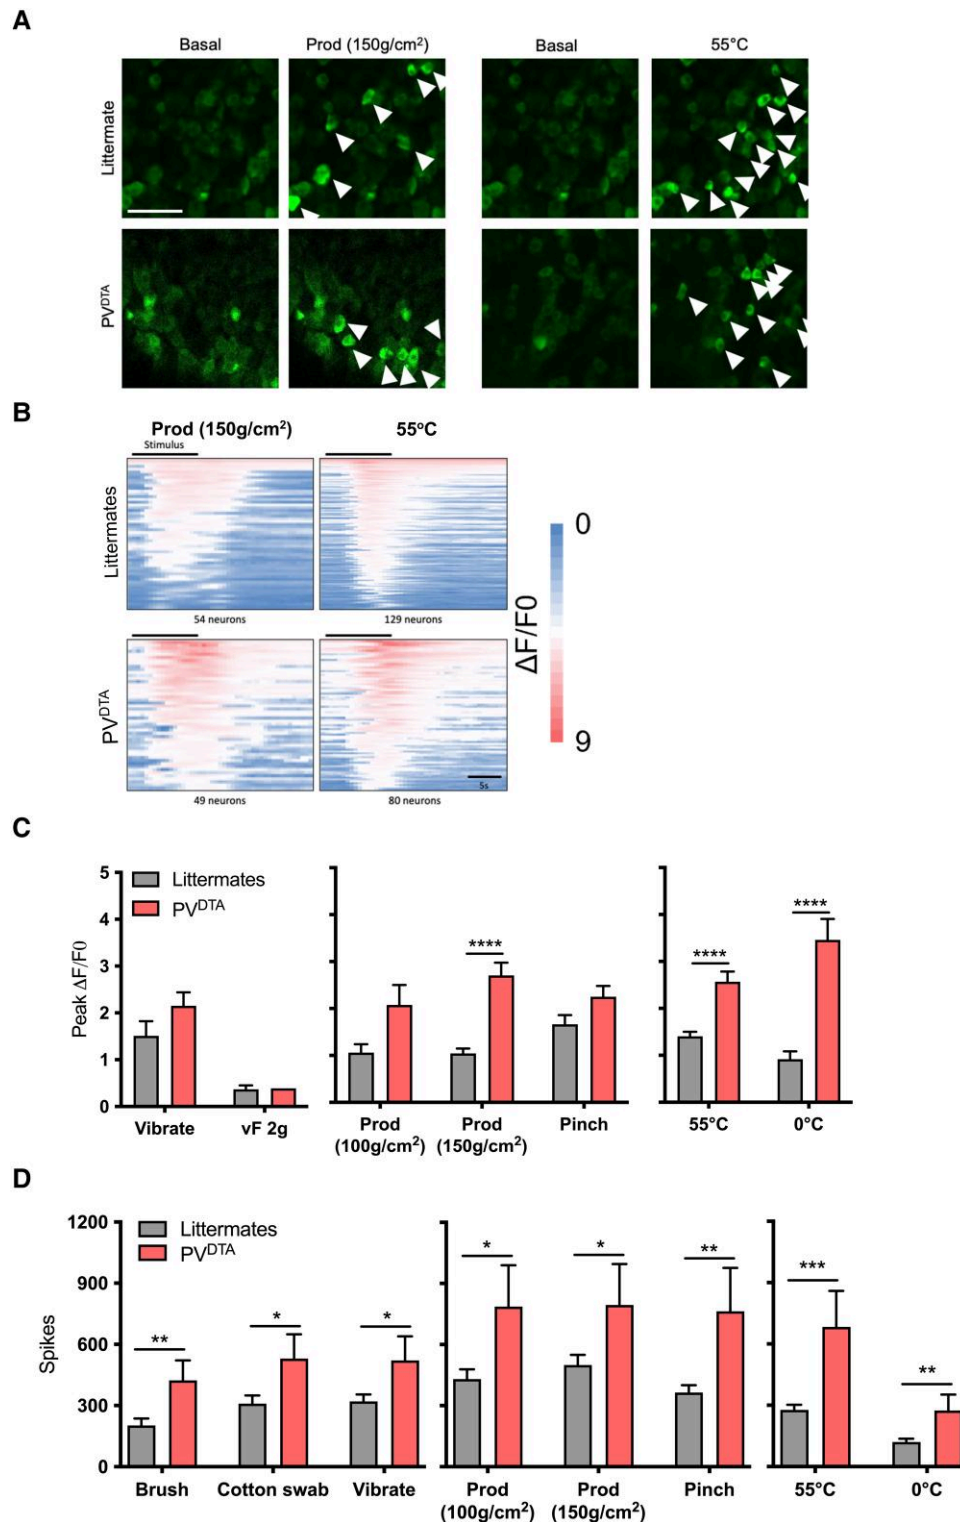 A
Basal Prod (150g/cm²) Basal 55°C
Littermate
PVDTA
B
Prod (150g/cm²) 55°C
Stimulus
Littermates
54 neurons 129 neurons
PVDTA
5s
49 neurons 80 neurons
0
ΔF/F0
9
C
Peak ΔF/F0
5
4
3
2
1
0
Littermates
PVDTA
****
**** ****
Vibrate vF 2g Prod (100g/cm²) Prod (150g/cm²) Pinch 55°C 0°C
D
Spikes
1200
900
600
300
0
Littermates
PVDTA
** * * * * ** *** **
Brush Cotton swab Vibrate Prod (100g/cm²) Prod (150g/cm²) Pinch 55°C 0°C